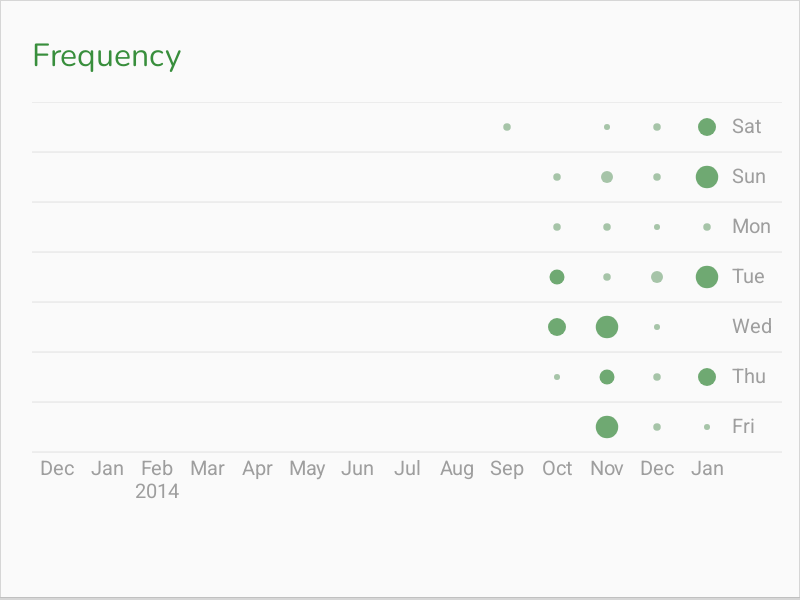 Frequency
Sat
Sun
Mon
Tue
Wed
Thu
Fri
Dec Jan Feb Mar Apr May Jun Jul Aug Sep Oct Nov Dec Jan
2014